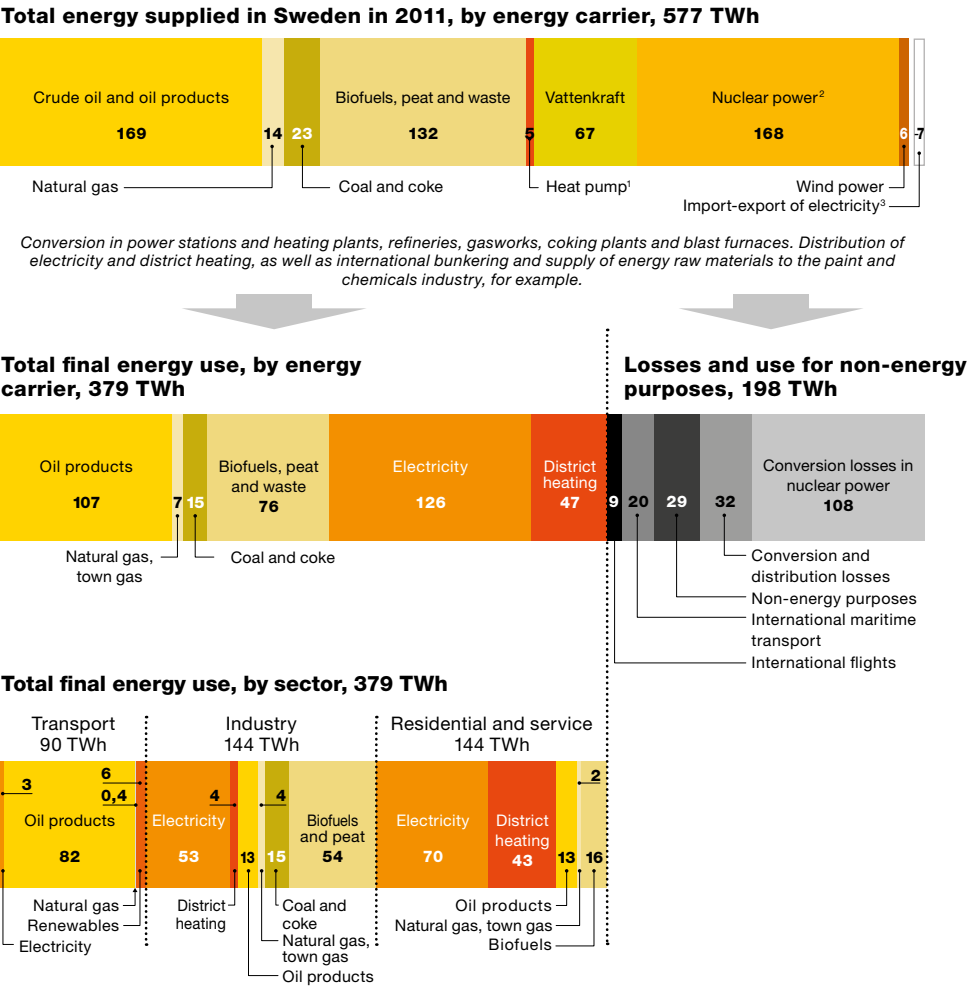 Total energy supplied in Sweden in 2011, by energy carrier, 577 TWh
Crude oil and oil products
169
14
23
Biofuels, peat and waste
132
5
Vattenkraft
67
Nuclear power²
168
6
-7
Natural gas
Coal and coke
Heat pump¹
Wind power
Import-export of electricity³
Conversion in power stations and heating plants, refineries, gasworks, coking plants and blast furnaces. Distribution of
electricity and district heating, as well as international bunkering and supply of energy raw materials to the paint and
chemicals industry, for example.
Total final energy use, by energy
carrier, 379 TWh
Losses and use for non-energy
purposes, 198 TWh
Oil products
107
7
15
Biofuels, peat
and waste
76
Electricity
126
District
heating
47
9
20
29
32
Conversion losses in
nuclear power
108
Natural gas,
town gas
Coal and coke
Conversion and
distribution losses
Non-energy purposes
International maritime
transport
International flights
Total final energy use, by sector, 379 TWh
Transport
90 TWh
Industry
144 TWh
Residential and service
144 TWh
3
Oil products
82
6
0,4
Electricity
53
4
13
4
15
Biofuels
and peat
54
Electricity
70
District
heating
43
13
2
16
Natural gas
Renewables
Electricity
District
heating
Coal and
coke
Natural gas,
town gas
Oil products
Oil products
Natural gas, town gas
Biofuels